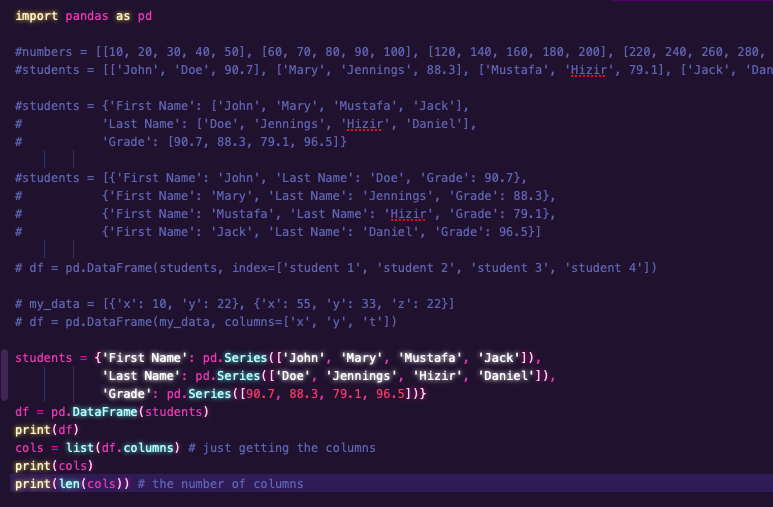 import pandas as pd
#numbers = [[10, 20, 30, 40, 50], [60, 70, 80, 90, 100], [120, 140, 160, 180, 200], [220, 240, 260, 280,
#students = [['John', 'Doe', 90.7], ['Mary', 'Jennings', 88.3], ['Mustafa', 'Hizir', 79.1], ['Jack', 'Dan
#students = {'First Name': ['John', 'Mary', 'Mustafa', 'Jack'],
#           'Last Name': ['Doe', 'Jennings', 'Hizir', 'Daniel'],
#           'Grade': [90.7, 88.3, 79.1, 96.5]}
#students = [{'First Name': 'John', 'Last Name': 'Doe', 'Grade': 90.7},
#           {'First Name': 'Mary', 'Last Name': 'Jennings', 'Grade': 88.3},
#           {'First Name': 'Mustafa', 'Last Name': 'Hizir', 'Grade': 79.1},
#           {'First Name': 'Jack', 'Last Name': 'Daniel', 'Grade': 96.5}]
# df = pd.DataFrame(students, index=['student 1', 'student 2', 'student 3', 'student 4'])
# my_data = [{'x': 10, 'y': 22}, {'x': 55, 'y': 33, 'z': 22}]
# df = pd.DataFrame(my_data, columns=['x', 'y', 't'])
students = {'First Name': pd.Series(['John', 'Mary', 'Mustafa', 'Jack']),
            'Last Name': pd.Series(['Doe', 'Jennings', 'Hizir', 'Daniel']),
            'Grade': pd.Series([90.7, 88.3, 79.1, 96.5])}
df = pd.DataFrame(students)
print(df)
cols = list(df.columns) # just getting the columns
print(cols)
print(len(cols)) # the number of columns